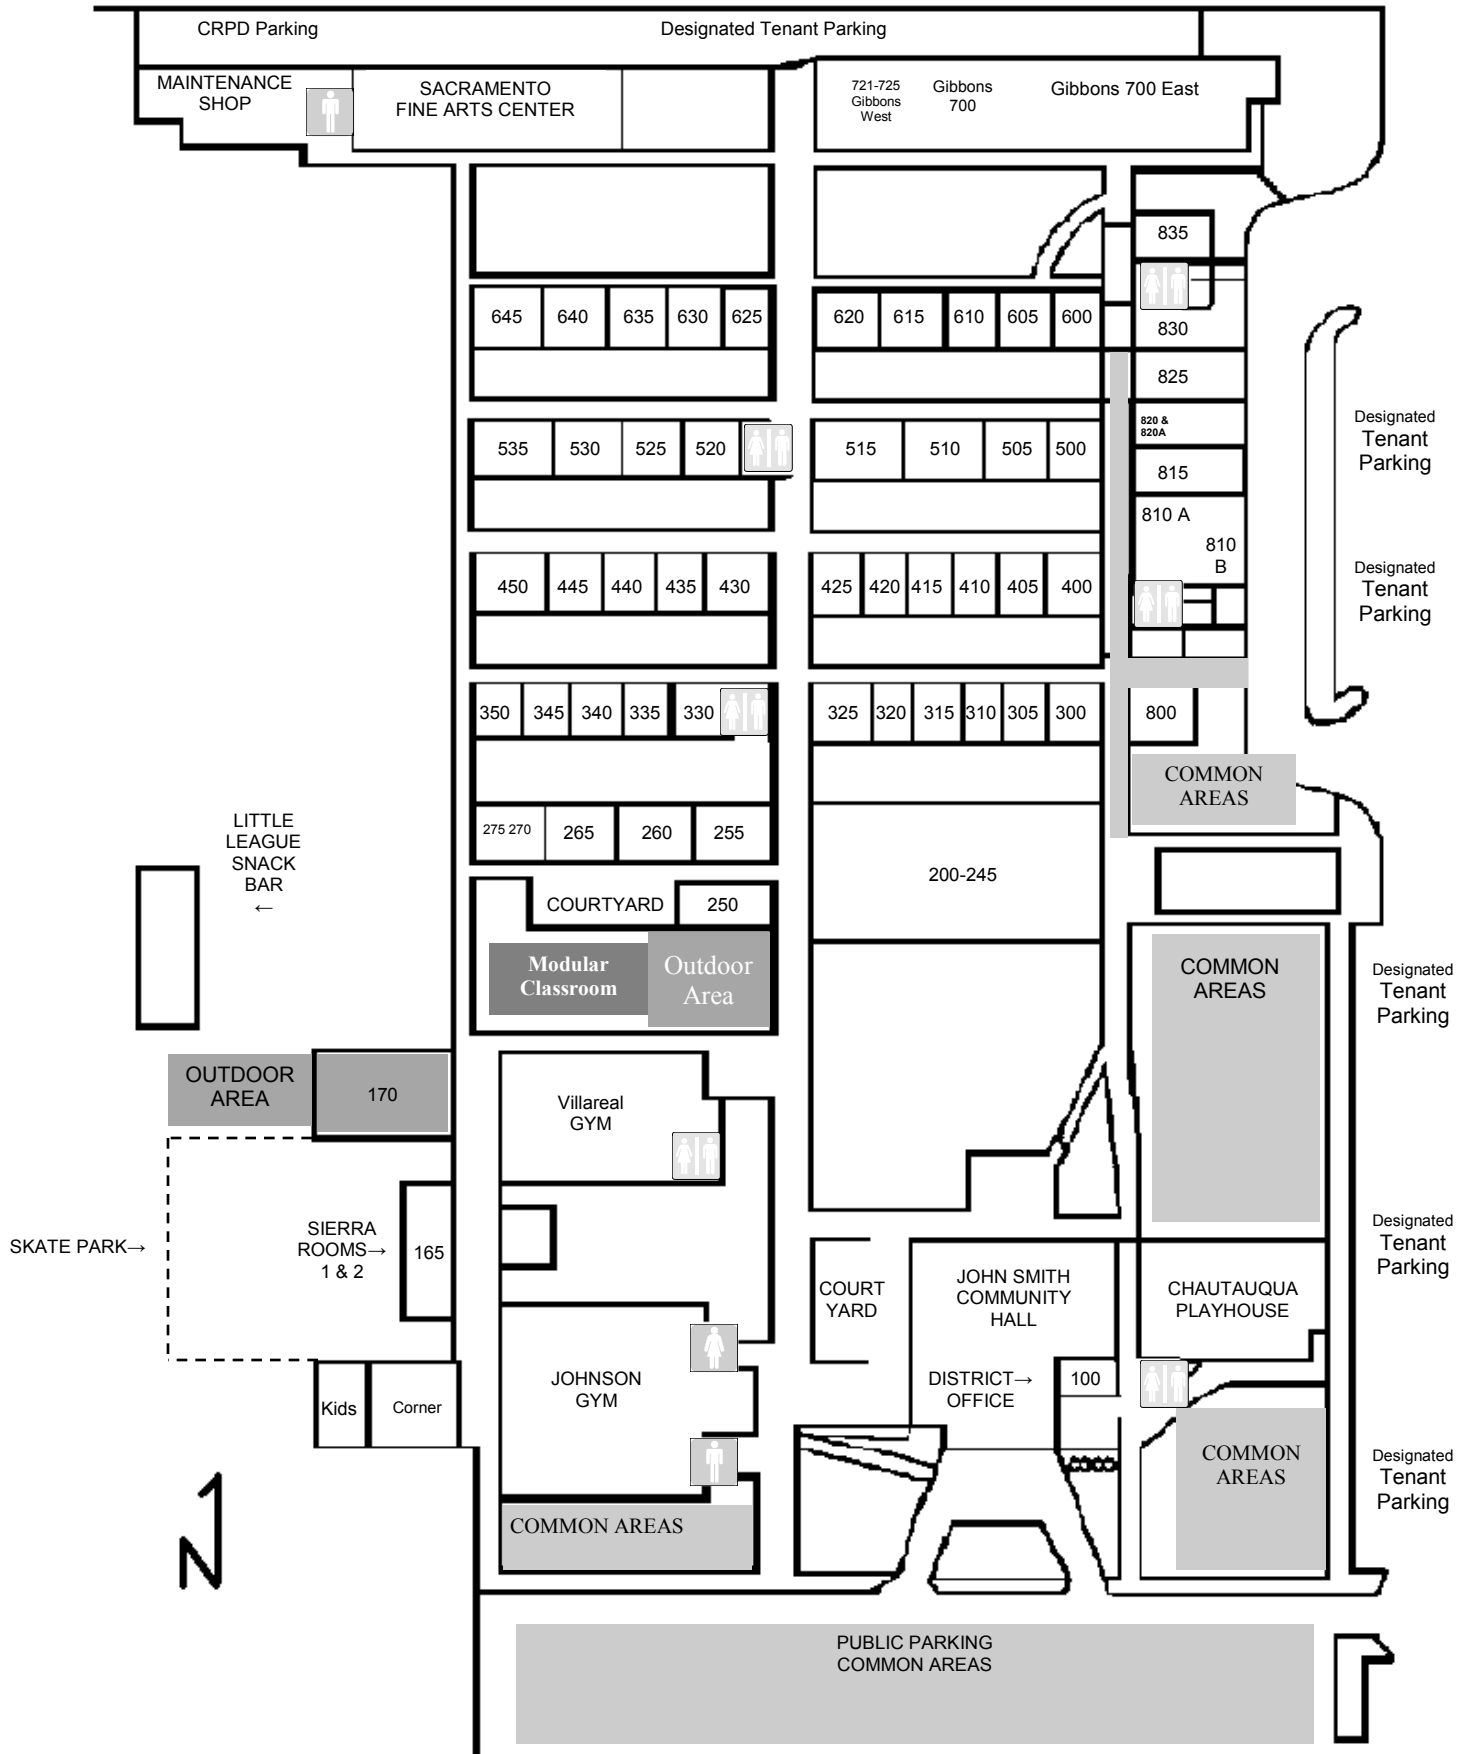 CRPD Parking
Designated Tenant Parking
MAINTENANCE
SHOP
SACRAMENTO
FINE ARTS CENTER
721-725
Gibbons
West
Gibbons
700
Gibbons 700 East
835
645 640 635 630 625
620 615 610 605 600
830
825
820 &
820A
Designated
Tenant
Parking
535 530 525 520
515 510 505 500
815
810 A
810
B
450 445 440 435 430
425 420 415 410 405 400
Designated
Tenant
Parking
350 345 340 335 330
325 320 315 310 305 300
800
COMMON
AREAS
LITTLE
LEAGUE
SNACK
BAR
←
275 270 265 260 255
200-245
COURTYARD
250
Modular
Classroom
Outdoor
Area
COMMON
AREAS
Designated
Tenant
Parking
OUTDOOR
AREA
170
Villareal
GYM
SKATE PARK→
SIERRA
ROOMS→
1 & 2
165
COURT
YARD
JOHN SMITH
COMMUNITY
HALL
CHAUTAUQUA
PLAYHOUSE
Designated
Tenant
Parking
Kids
Corner
JOHNSON
GYM
DISTRICT→
OFFICE
100
COMMON
AREAS
Designated
Tenant
Parking
N
COMMON AREAS
PUBLIC PARKING
COMMON AREAS